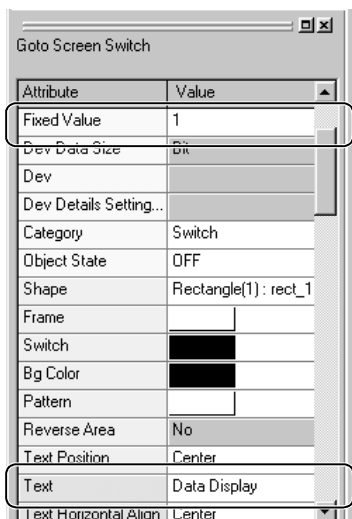 Goto Screen Switch
Attribute Value
Fixed Value 1
Dev Data Size Bit
Dev
Dev Details Setting...
Category Switch
Object State OFF
Shape Rectangle(1) : rect_1
Frame
Switch
Bg Color
Pattern
Reverse Area No
Text Position Center
Text Data Display
Text Horizontal Align Center